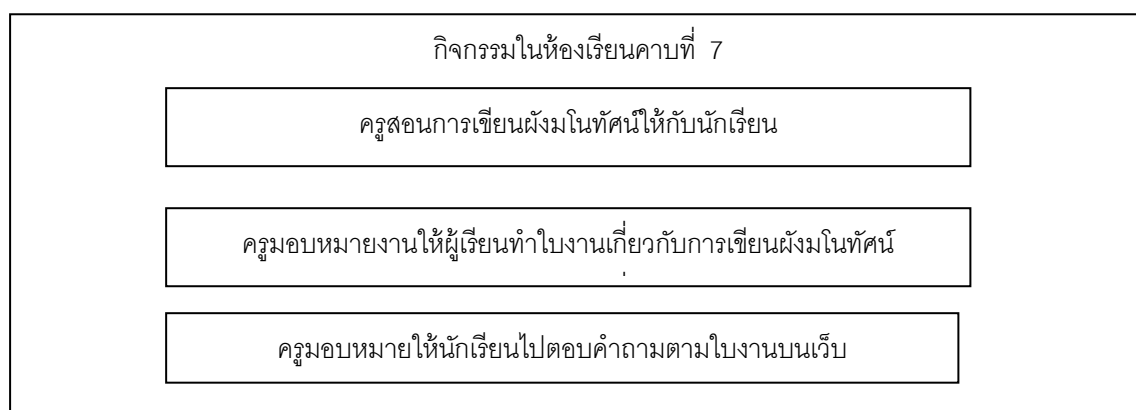 กิจกรรมในห้องเรียนคาบที่ 7
ครูสอนการเขียนผังมโนทัศน์ให้กับนักเรียน
ครูมอบหมายงานให้ผู้เรียนทำใบงานเกี่ยวกับการเขียนผังมโนทัศน์
ครูมอบหมายให้นักเรียนไปตอบคำถามตามใบงานบนเว็บ